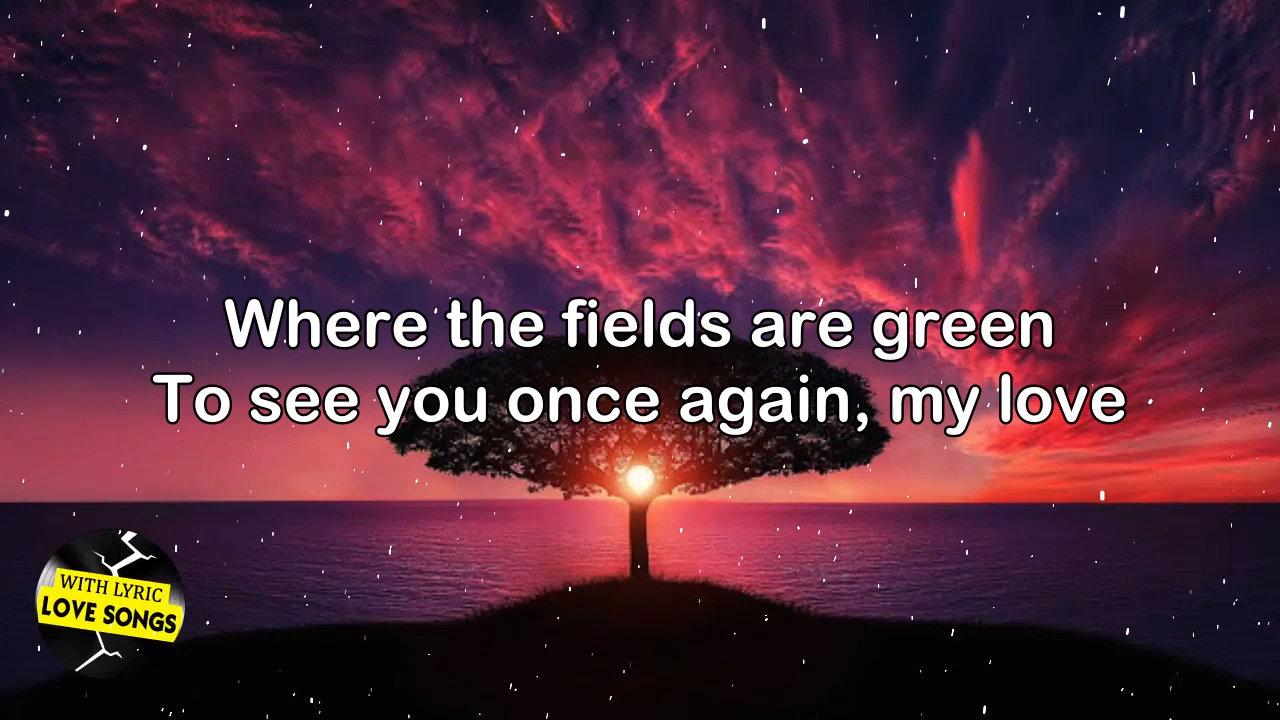 Where the fields are green
To see you once again, my love
WITH LYRIC
LOVE SONGS